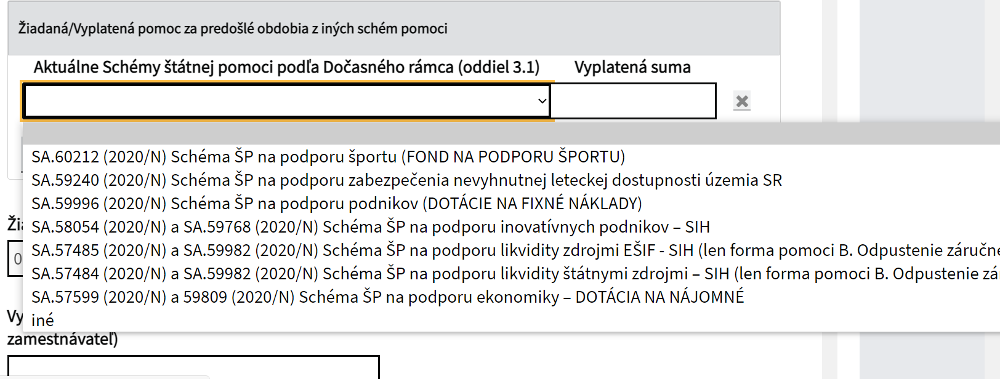 Žiadaná/Vyplatená pomoc za predošlé obdobia z iných schém pomoci
Aktuálne Schémy štátnej pomoci podľa Dočasného rámca (oddiel 3.1) Vyplatená suma
SA.60212 (2020/N) Schéma ŠP na podporu športu (FOND NA PODPORU ŠPORTU)
SA.59240 (2020/N) Schéma ŠP na podporu zabezpečenia nevyhnutnej leteckej dostupnosti územia SR
SA.59996 (2020/N) Schéma ŠP na podporu podnikov (DOTÁCIE NA FIXNÉ NÁKLADY)
SA.58054 (2020/N) a SA.59768 (2020/N) Schéma ŠP na podporu inovatívnych podnikov – SIH
SA.57485 (2020/N) a SA.59982 (2020/N) Schéma ŠP na podporu likvidity zdrojmi EŠIF - SIH (len forma pomoci B. Odpustenie
SA.57484 (2020/N) a SA.59982 (2020/N) Schéma ŠP na podporu likvidity štátnymi zdrojmi – SIH (len forma pomoci B. Odpustenie
SA.57599 (2020/N) a 59809 (2020/N) Schéma ŠP na podporu ekonomiky – DOTÁCIA NA NÁJOMNÉ
iné
0
zamestnávateľ)